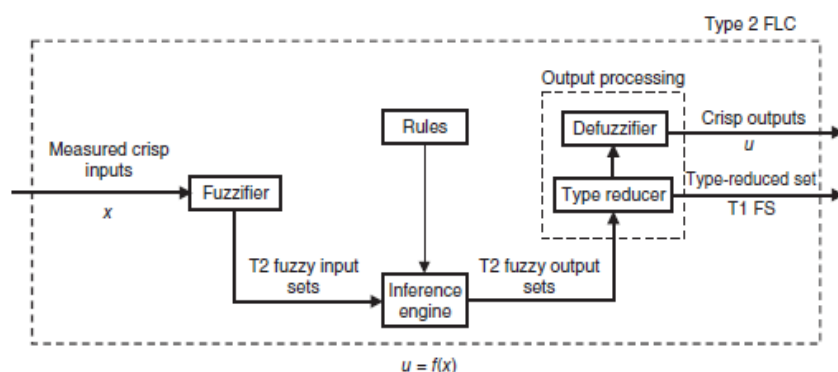 Type 2 FLC
Output processing
Rules
Defuzzifier
Crisp outputs
u
Measured crisp
inputs
x
Fuzzifier
Type reducer
Type-reduced set
T1 FS
T2 fuzzy input
sets
Inference
engine
T2 fuzzy output
sets
u = f(x)